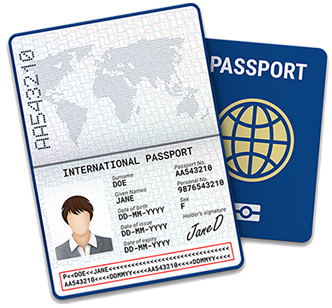 AA543210
PASSPORT
INTERNATIONAL PASSPORT
Surname
DOE
Given Names
JANE
Date of birth
DD-MM-YYYY
Date of issue
DD-MM-YYYY
Date of expiry
DD-MM-YYYY
Passport No.
AA543210
Personal No.
9876543210
Sex
F
Holder's signature
Jane D
P<<DOE<<JANE<<<<<<<<<<<<<<<<<<<
<<<<AA543210<<<<DDMMYY<<<<AA543210<<<<DDMMYY<<<<